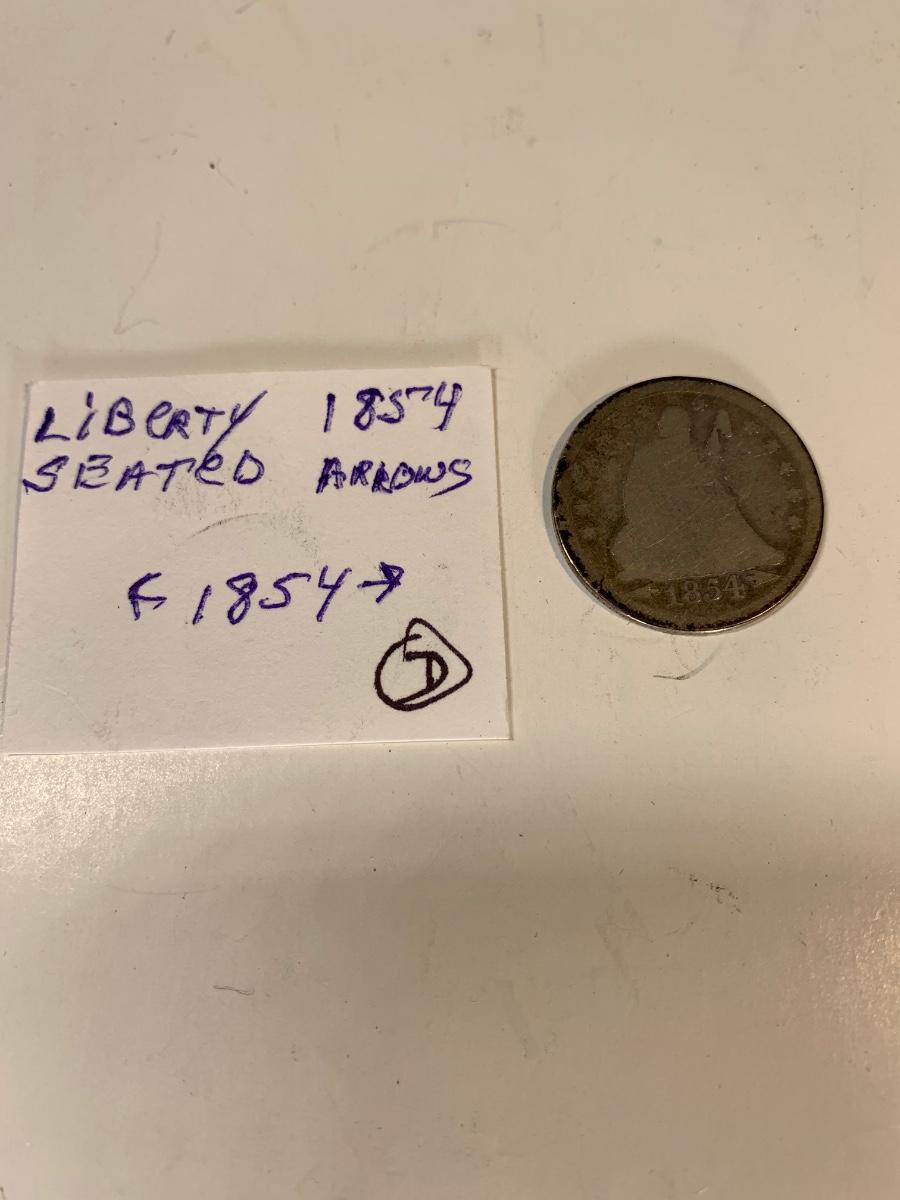 LiBeRTY 1854
SEATeD ARROWS
← 1854 →
1854